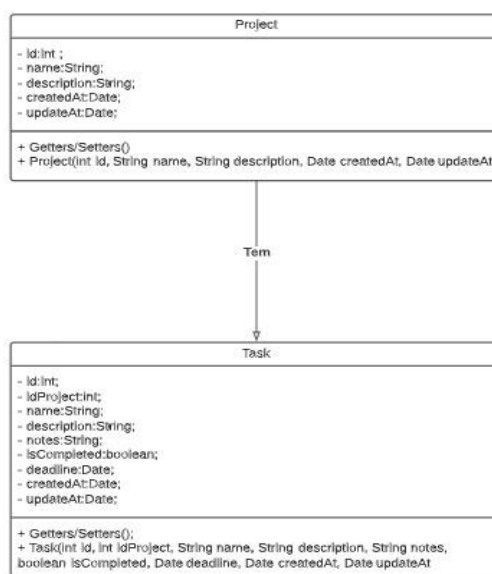 Project
- id:int ;
- name:String;
- description:String;
- createdAt:Date;
- updateAt:Date;
+ Getters/Setters()
+ Project(int id, String name, String description, Date createdAt, Date updateAt
Tem
Task
- id:int;
- idProject:int;
- name:String;
- description:String;
- notes:String;
- isCompleted:boolean;
- deadline:Date;
- createdAt:Date;
- updateAt:Date;
+ Getters/Setters();
+ Task(int id, int idProject, String name, String description, String notes,
boolean isCompleted, Date deadline, Date createdAt, Date updateAt